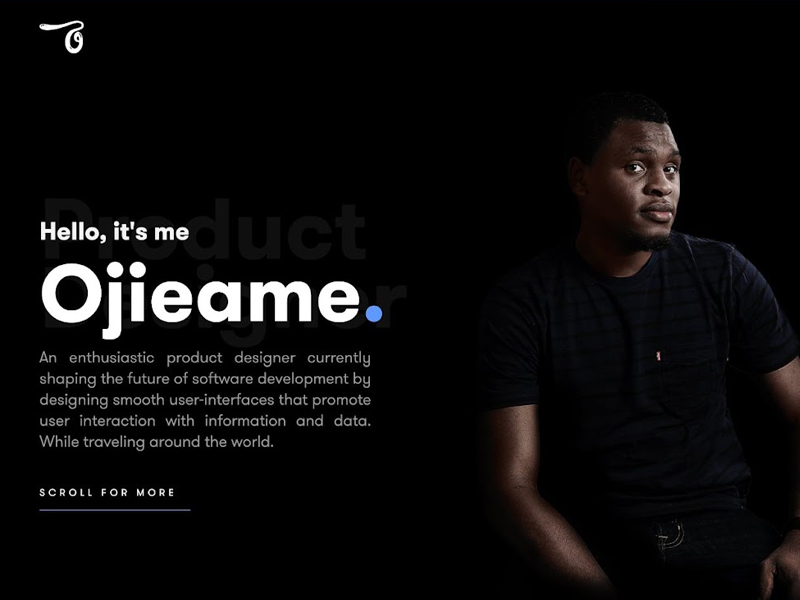 Product
Designer
Hello, it's me
Ojieame.
An enthusiastic product designer currently
shaping the future of software development by
designing smooth user-interfaces that promote
user interaction with information and data.
While traveling around the world.
SCROLL FOR MORE